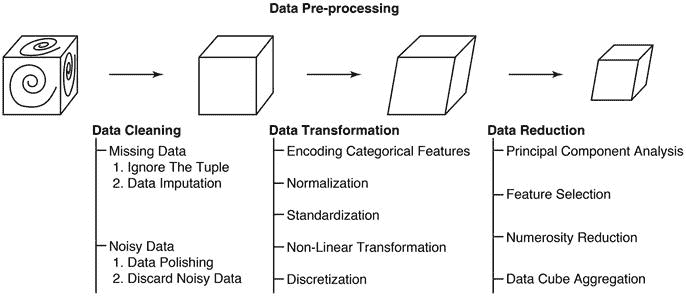 Data Pre-processing
Data Cleaning
Missing Data
1. Ignore The Tuple
2. Data Imputation
Noisy Data
1. Data Polishing
2. Discard Noisy Data
Data Transformation
Encoding Categorical Features
Normalization
Standardization
Non-Linear Transformation
Discretization
Data Reduction
Principal Component Analysis
Feature Selection
Numerosity Reduction
Data Cube Aggregation